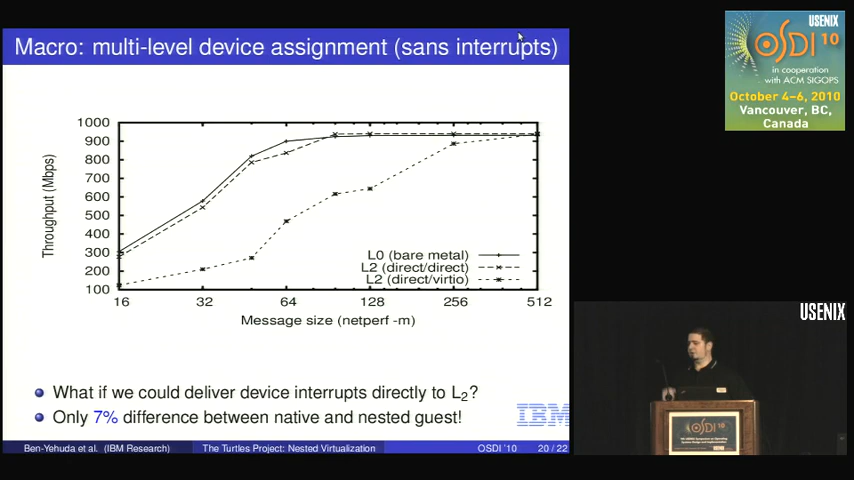 Macro: multi-level device assignment (sans interrupts)
1000
900
800
700
600
500
400
300
200
100
Throughput (Mbps)
L0 (bare metal)
L2 (direct/direct)
L2 (direct/virtio)
16 32 64 128 256 512
Message size (netperf -m)
What if we could deliver device interrupts directly to L2?
Only 7% difference between native and nested guest!
IBM
Ben-Yehuda et al. (IBM Research) The Turtles Project: Nested Virtualization OSDI '10 20 / 22
USENIX
OSDI 10
in cooperation
with ACM SIGOPS
October 4–6, 2010
Vancouver, BC,
Canada
USENIX
OSDI